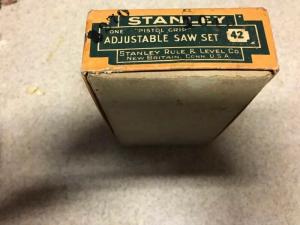 STANLEY
ONE "PISTOL GRIP"
ADJUSTABLE SAW SET
42
STANLEY RULE & LEVEL CO.
NEW BRITAIN, CONN. U.S.A.